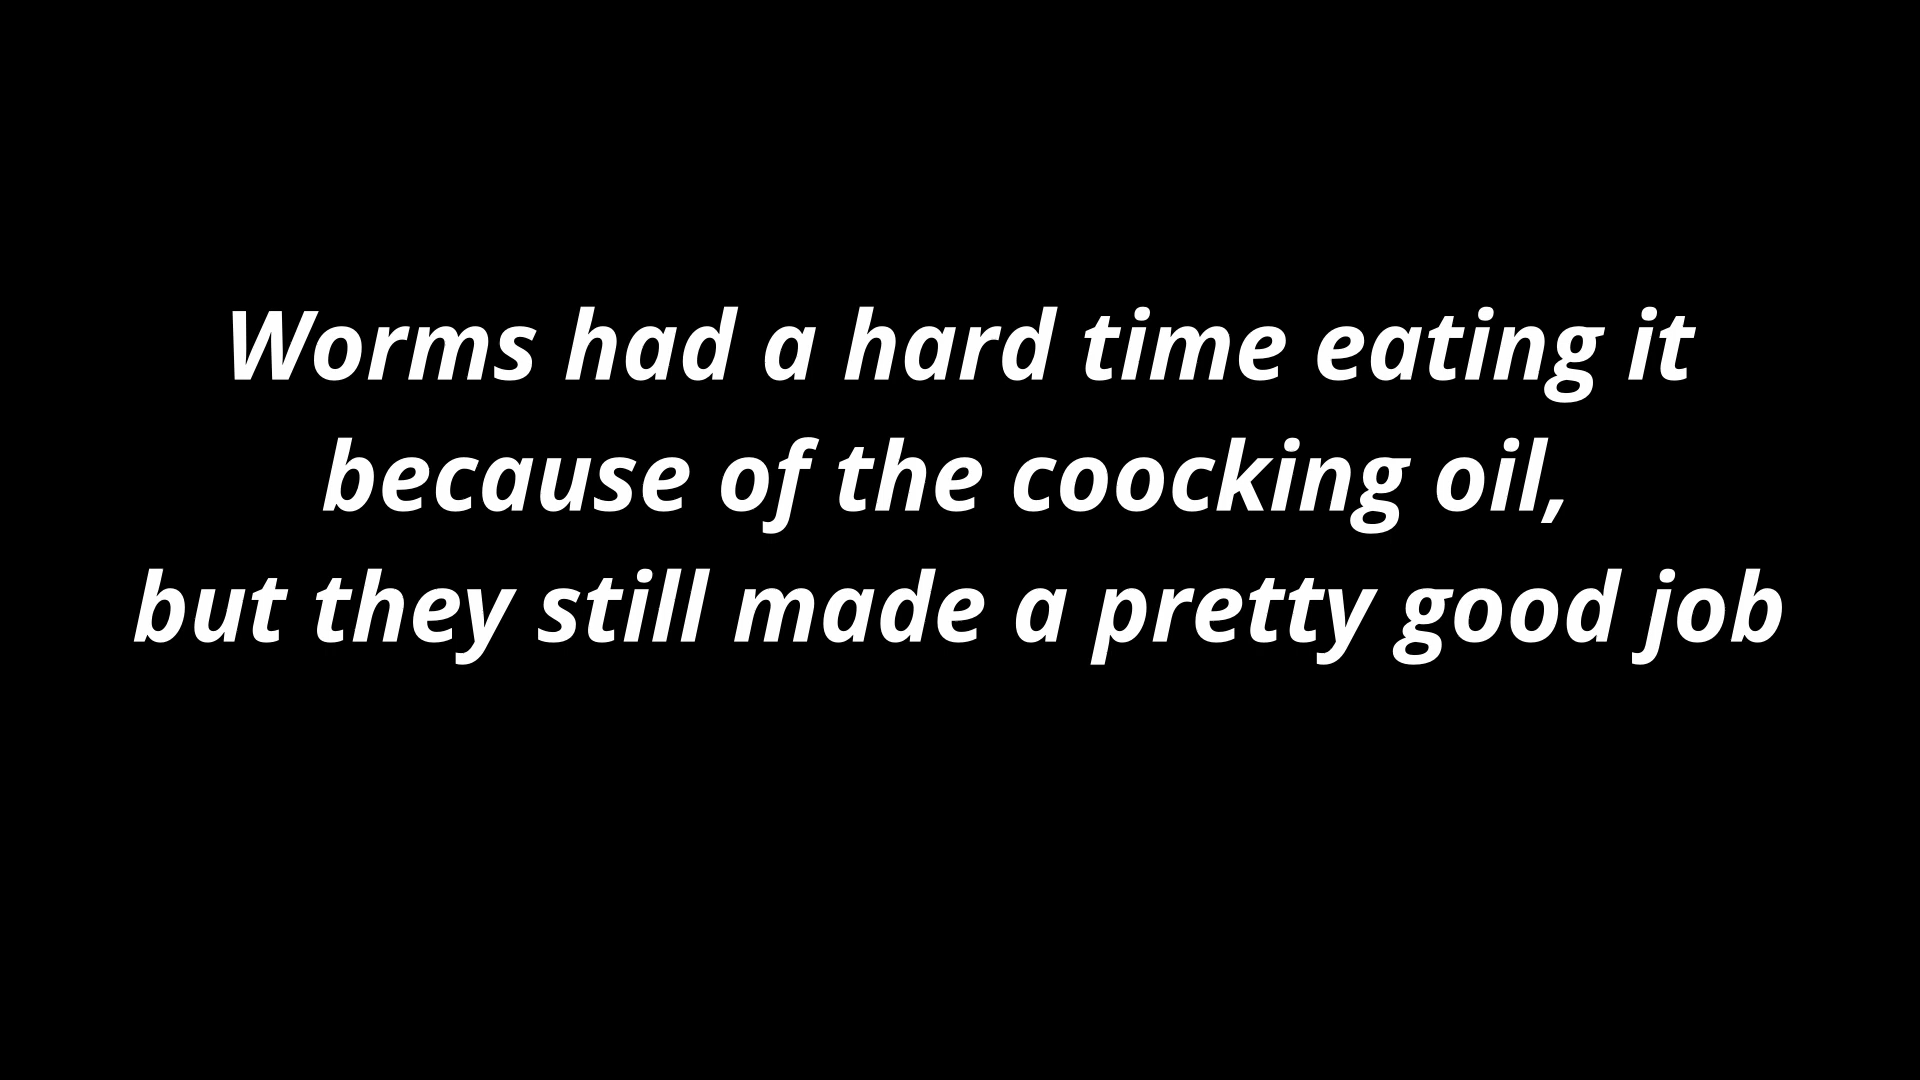 Worms had a hard time eating it
because of the coocking oil,
but they still made a pretty good job